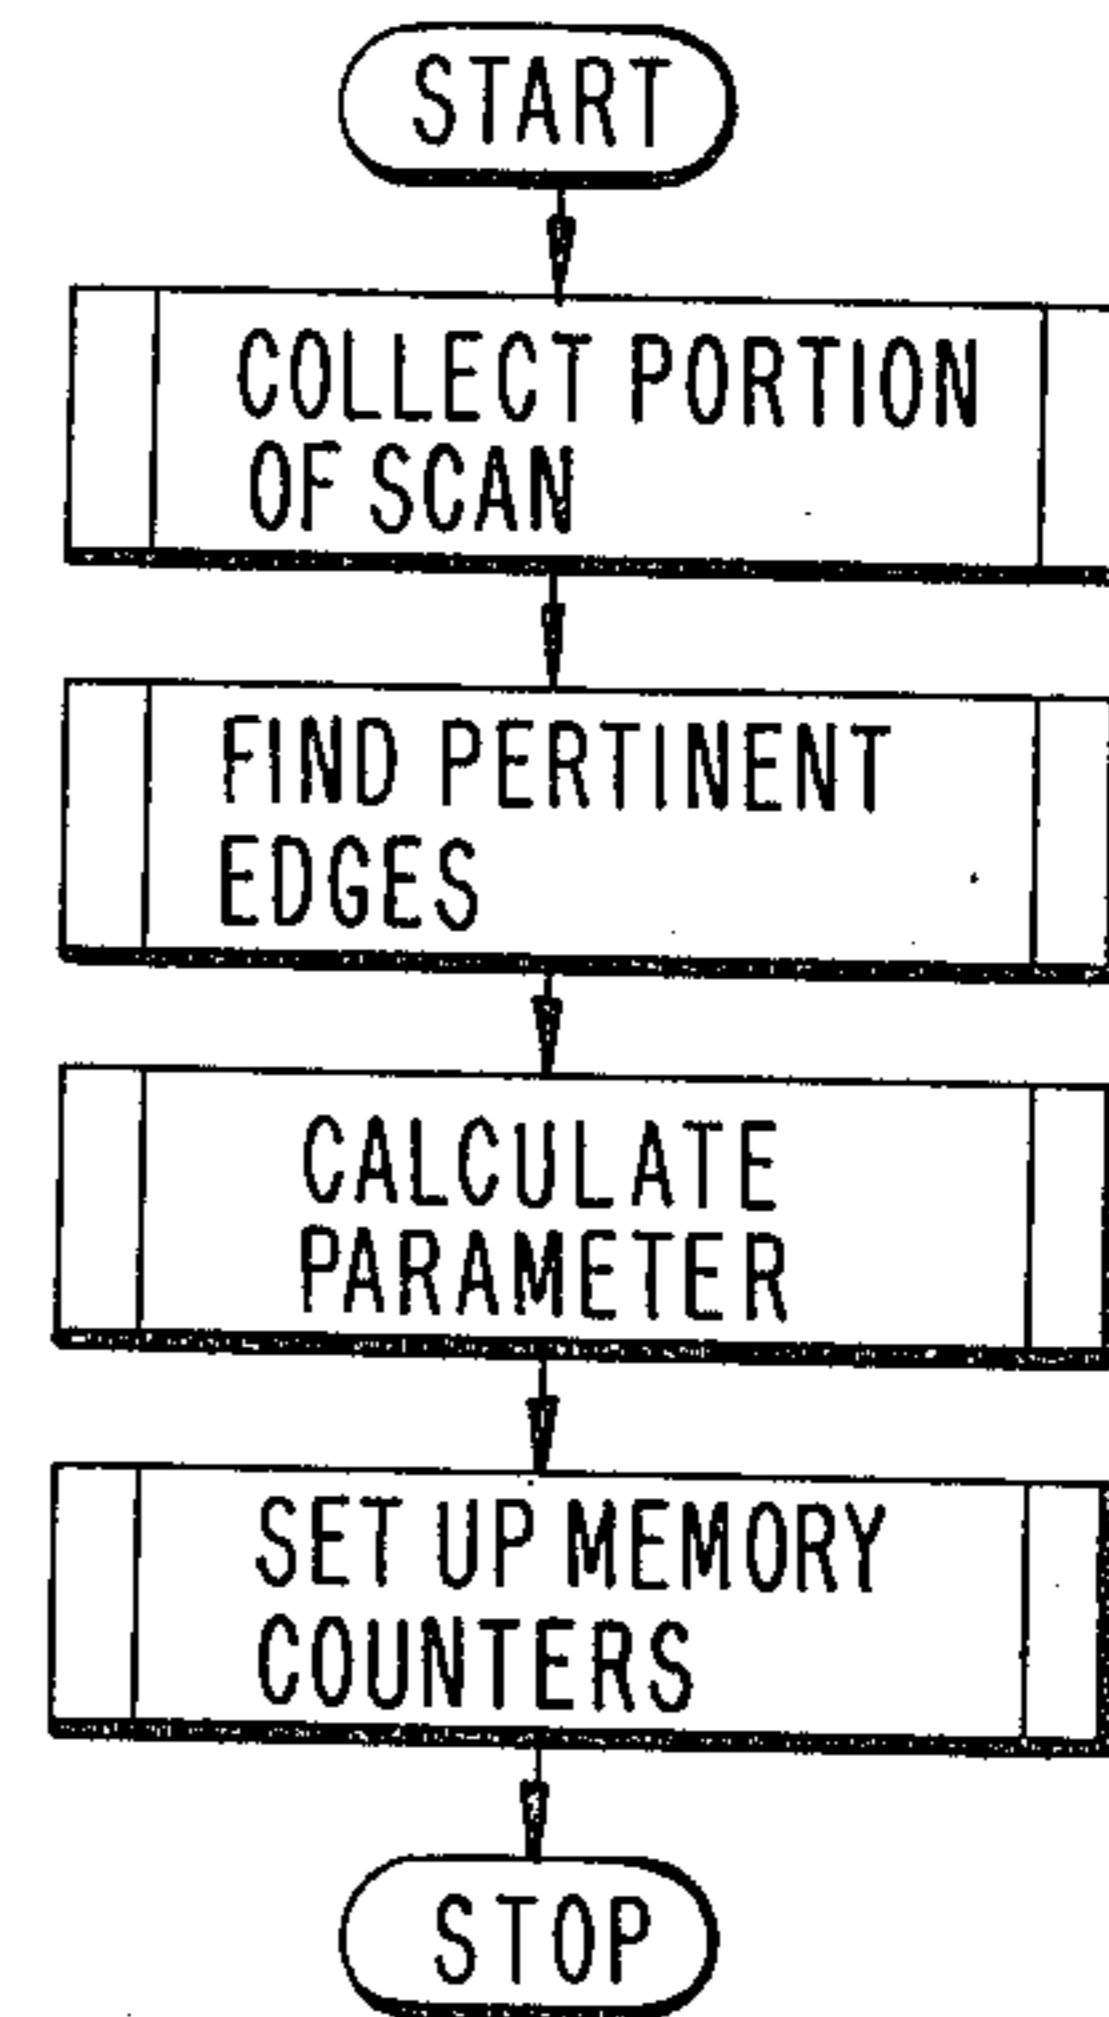 START
COLLECT PORTION
OF SCAN
FIND PERTINENT
EDGES
CALCULATE
PARAMETER
SET UP MEMORY
COUNTERS
STOP